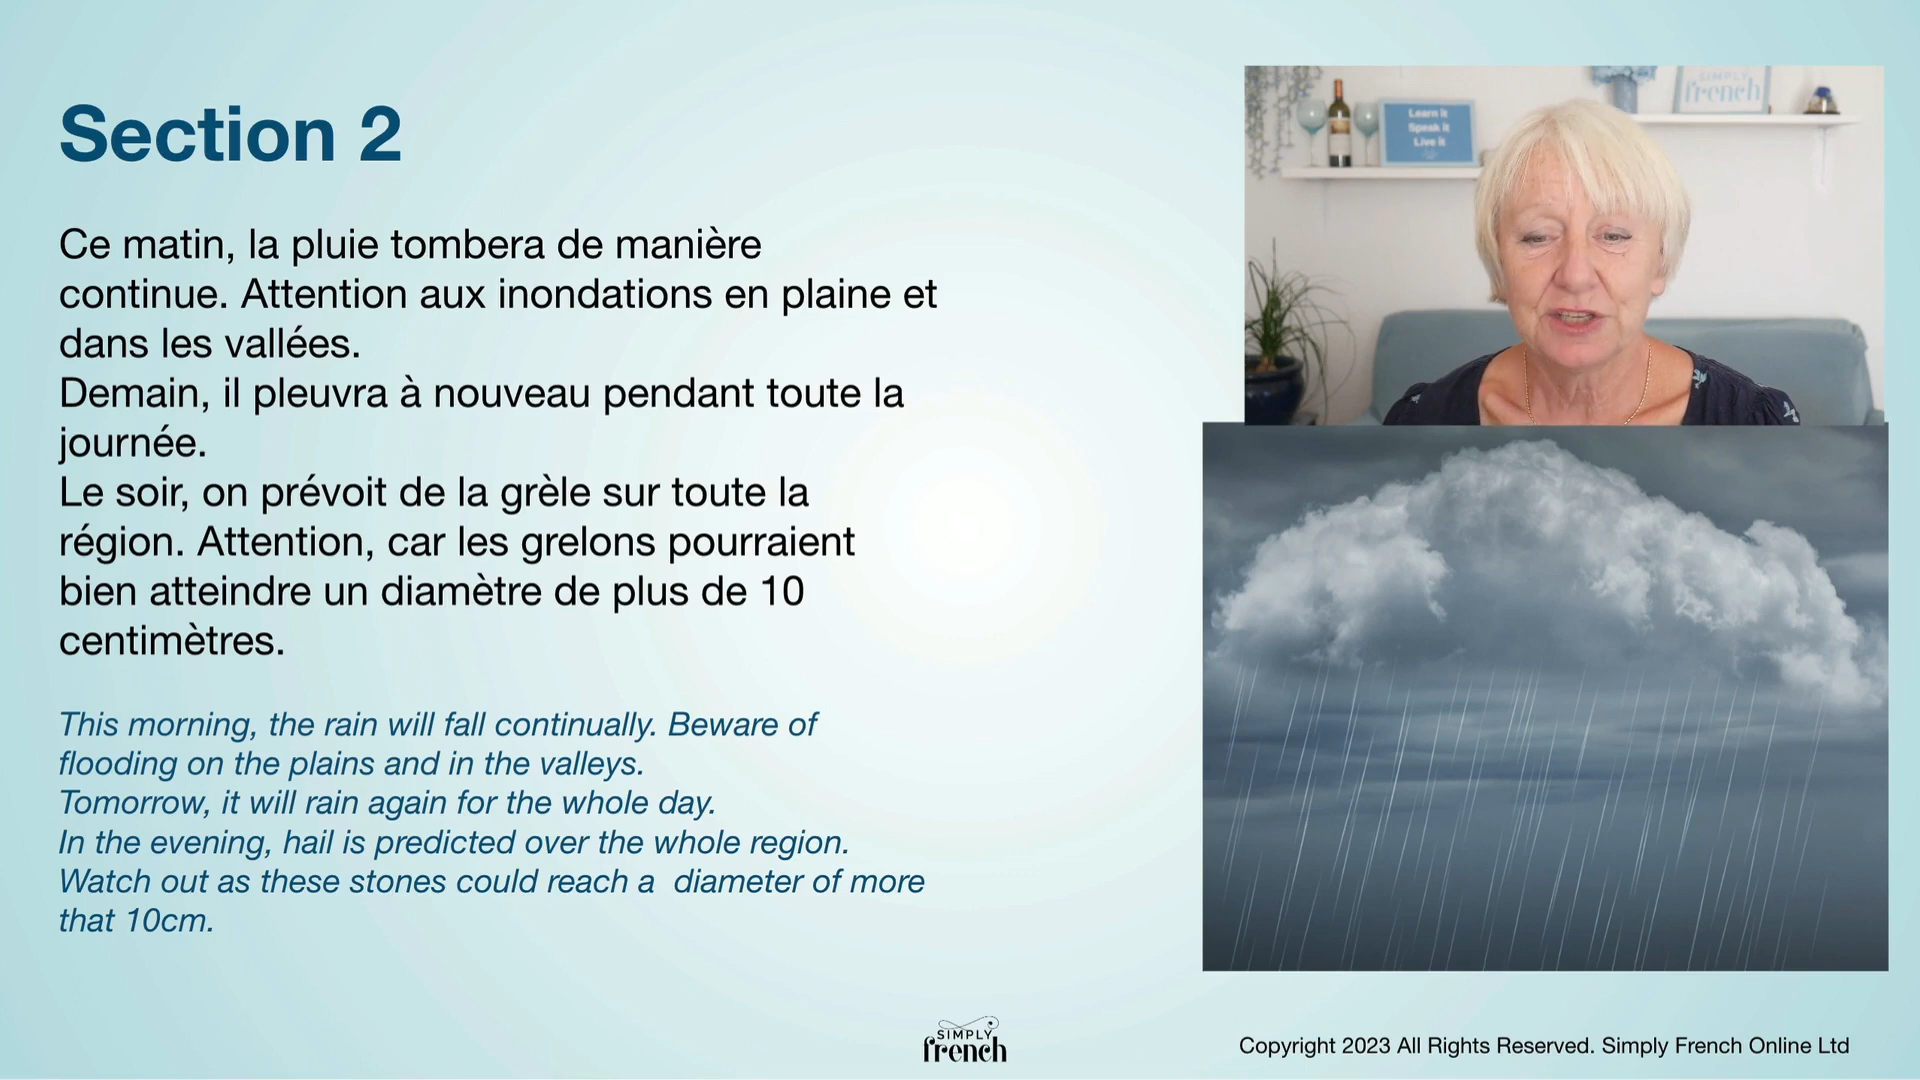 Section 2
Ce matin, la pluie tombera de manière
continue. Attention aux inondations en plaine et
dans les vallées.
Demain, il pleuvra à nouveau pendant toute la
journée.
Le soir, on prévoit de la grèle sur toute la
région. Attention, car les grelons pourraient
bien atteindre un diamètre de plus de 10
centimètres.
This morning, the rain will fall continually. Beware of
flooding on the plains and in the valleys.
Tomorrow, it will rain again for the whole day.
In the evening, hail is predicted over the whole region.
Watch out as these stones could reach a  diameter of more
that 10cm.
Learn it
Speak it
Live it
SIMPLY
french
SIMPLY
french
Copyright 2023 All Rights Reserved. Simply French Online Ltd